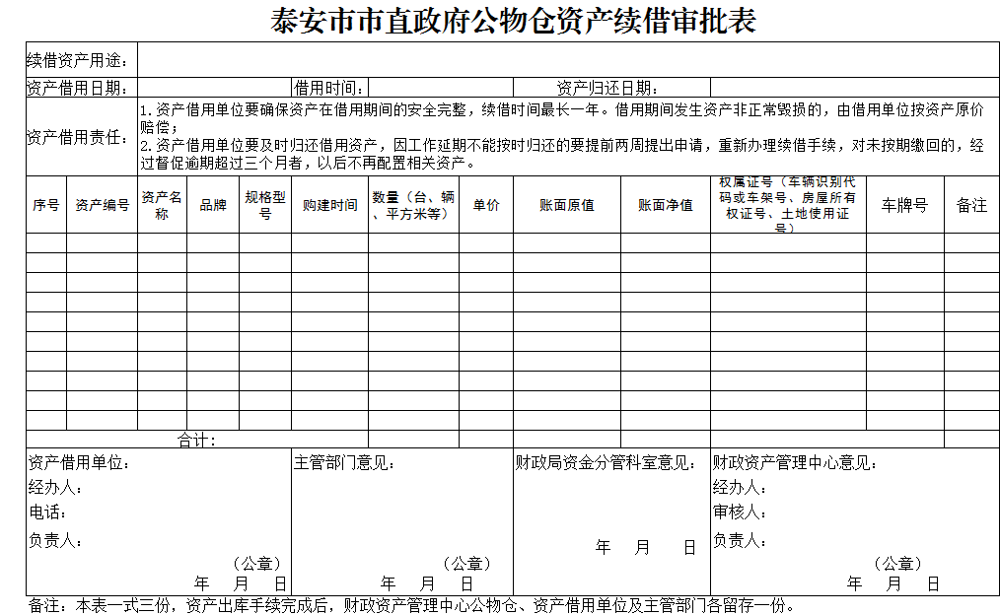 泰安市市直政府公物仓资产续借审批表
续借资产用途：
资产借用日期： 借用时间： 资产归还日期：
资产借用责任：
1.资产借用单位要确保资产在借用期间的安全完整，续借时间最长一年。借用期间发生资产非正常毁损的，由借用单位按资产原价
赔偿；
2.资产借用单位要及时归还借用资产，因工作延期不能按时归还的要提前两周提出申请，重新办理续借手续，对未按期缴回的，经
过督促逾期超过三个月者，以后不再配置相关资产。
序号
资产编号
资产名
称
品牌
规格型
号
购建时间
数量（台、辆
、平方米等）
单价
账面原值
账面净值
权属证号（车辆识别代
码或车架号、房屋所有
权证号、土地使用证
号）
车牌号
备注
合计：
资产借用单位：
经办人：
电话：
负责人：
（公章）
年 月 日
主管部门意见：
（公章）
年 月 日
财政局资金分管科室意见：
年 月 日
财政资产管理中心意见：
经办人：
审核人：
负责人：
（公章）
年 月 日
备注：本表一式三份，资产出库手续完成后，财政资产管理中心公物仓、资产借用单位及主管部门各留存一份。